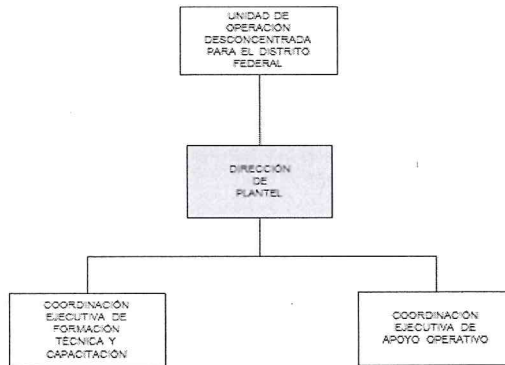 UNIDAD DE
OPERACIÓN
DESCONCENTRADA
PARA EL DISTRITO
FEDERAL
DIRECCIÓN
DE
PLANTEL
COORDINACIÓN
EJECUTIVA DE
FORMACIÓN
TÉCNICA Y
CAPACITACIÓN
COORDINACIÓN
EJECUTIVA DE
APOYO OPERATIVO